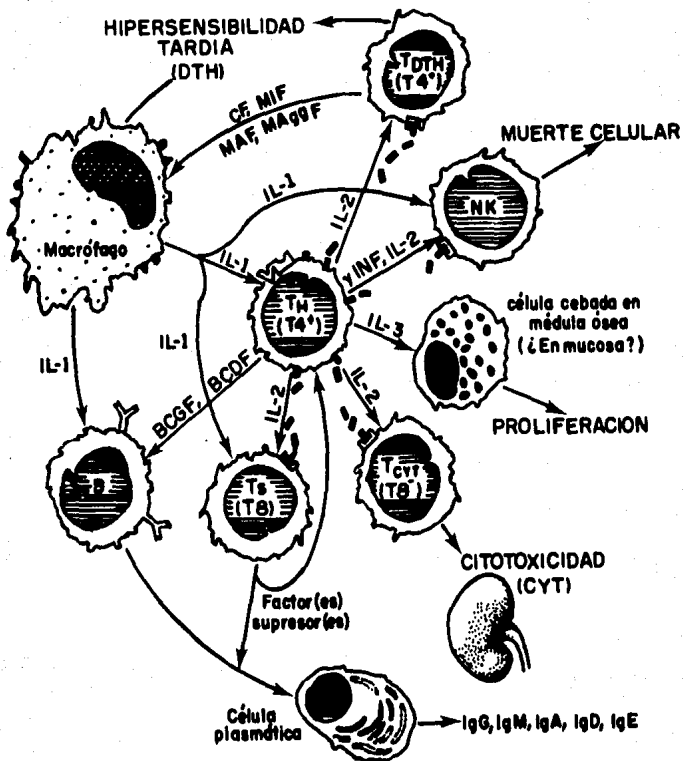 HIPERSENSIBILIDAD
TARDIA
(DTH)
TDTH
(T4⁺)
CF, MIF
MAF, MAggF
MUERTE CELULAR
IL-1
IL-2
NK
Macrófago
IL-1
γ INF, IL-2
TH
(T4⁺)
IL-3
célula cebada en
médula ósea
(¿En mucosa?)
IL-1
IL-1
BCGF, BCDF
IL-2
IL-2
PROLIFERACION
B
TS
(T8)
TCYT
(T8⁻)
CITOTOXICIDAD
(CYT)
Factor(es)
supresor(es)
Célula
plasmática
IgG, IgM, IgA, IgD, IgE